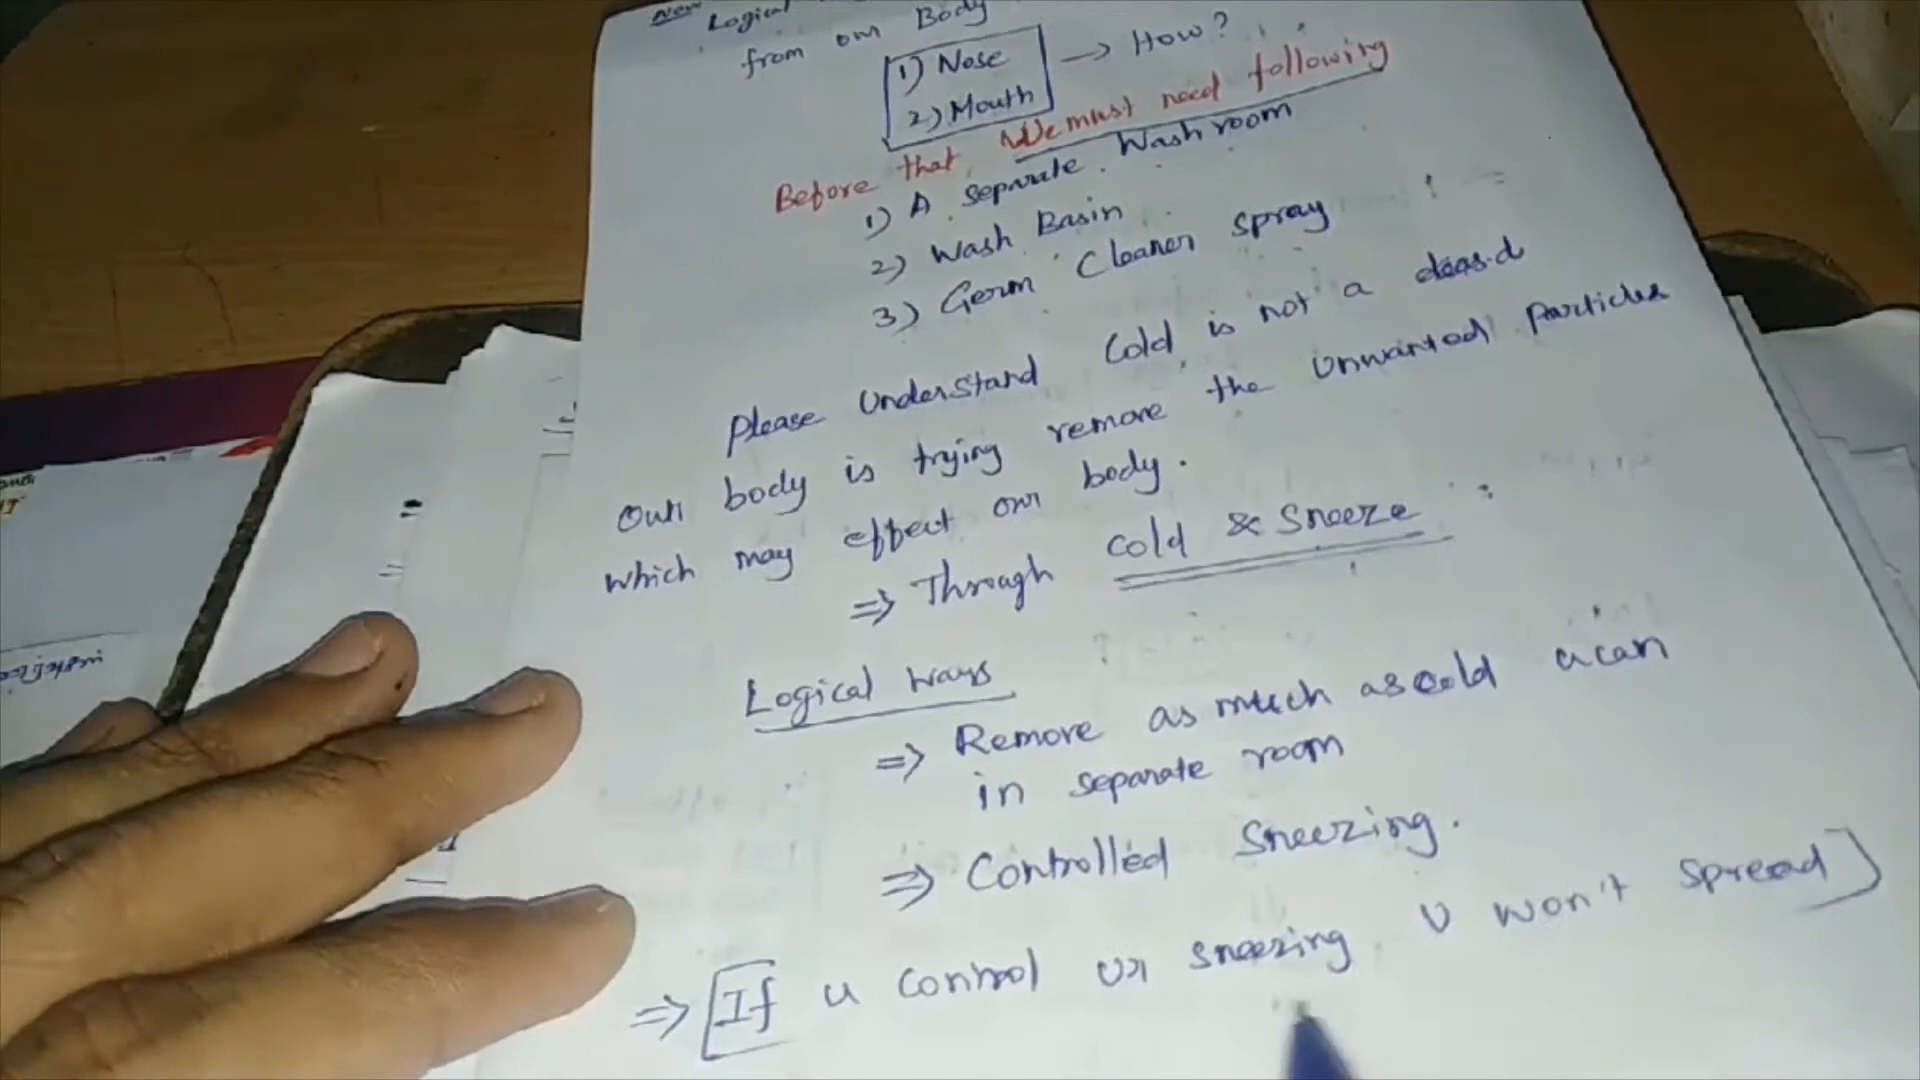 New Logical
from our Body
1) Nose
2) Mouth
→ How?
Before that, We must need following
1) A separate Wash room
2) Wash Basin
3) Germ Cleaner spray
Please Understand Cold is not a
Our body is trying remove the Unwanted Particles
which may effect our body.
⇒ Through Cold & Sneeze
Logical ways
⇒ Remove as much as cold u can
in separate room
⇒ Controlled Sneezing.
⇒ [If u control ur sneezing, U won't spread]